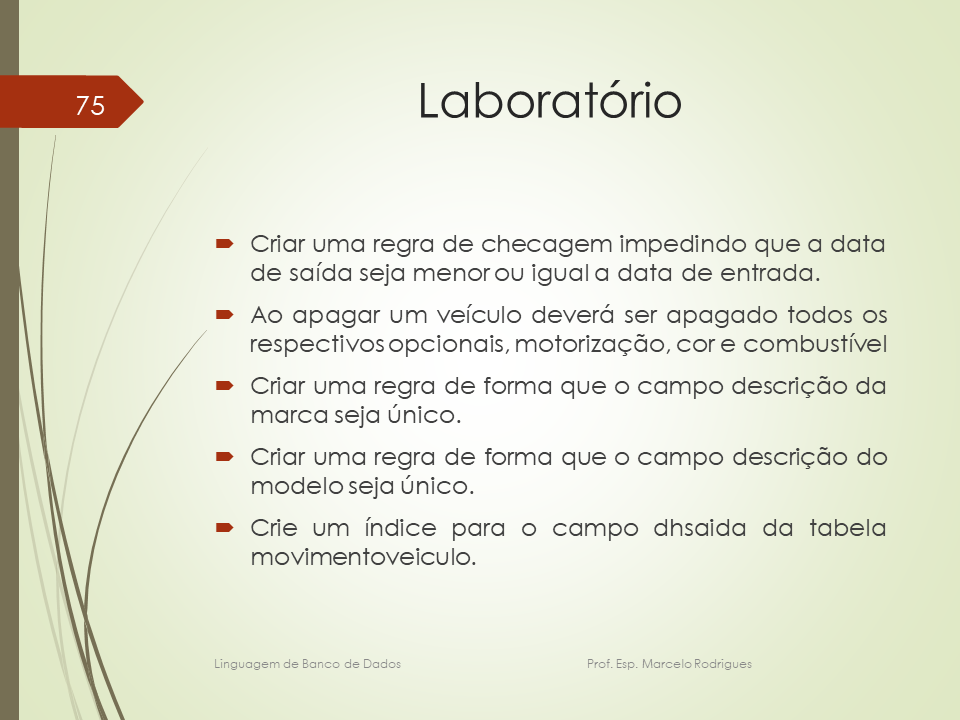 75
Laboratório
Criar uma regra de checagem impedindo que a data
de saída seja menor ou igual a data de entrada.
Ao apagar um veículo deverá ser apagado todos os
respectivos opcionais, motorização, cor e combustível
Criar uma regra de forma que o campo descrição da
marca seja único.
Criar uma regra de forma que o campo descrição do
modelo seja único.
Crie um índice para o campo dhsaida da tabela
movimentoveiculo.
Linguagem de Banco de Dados Prof. Esp. Marcelo Rodrigues